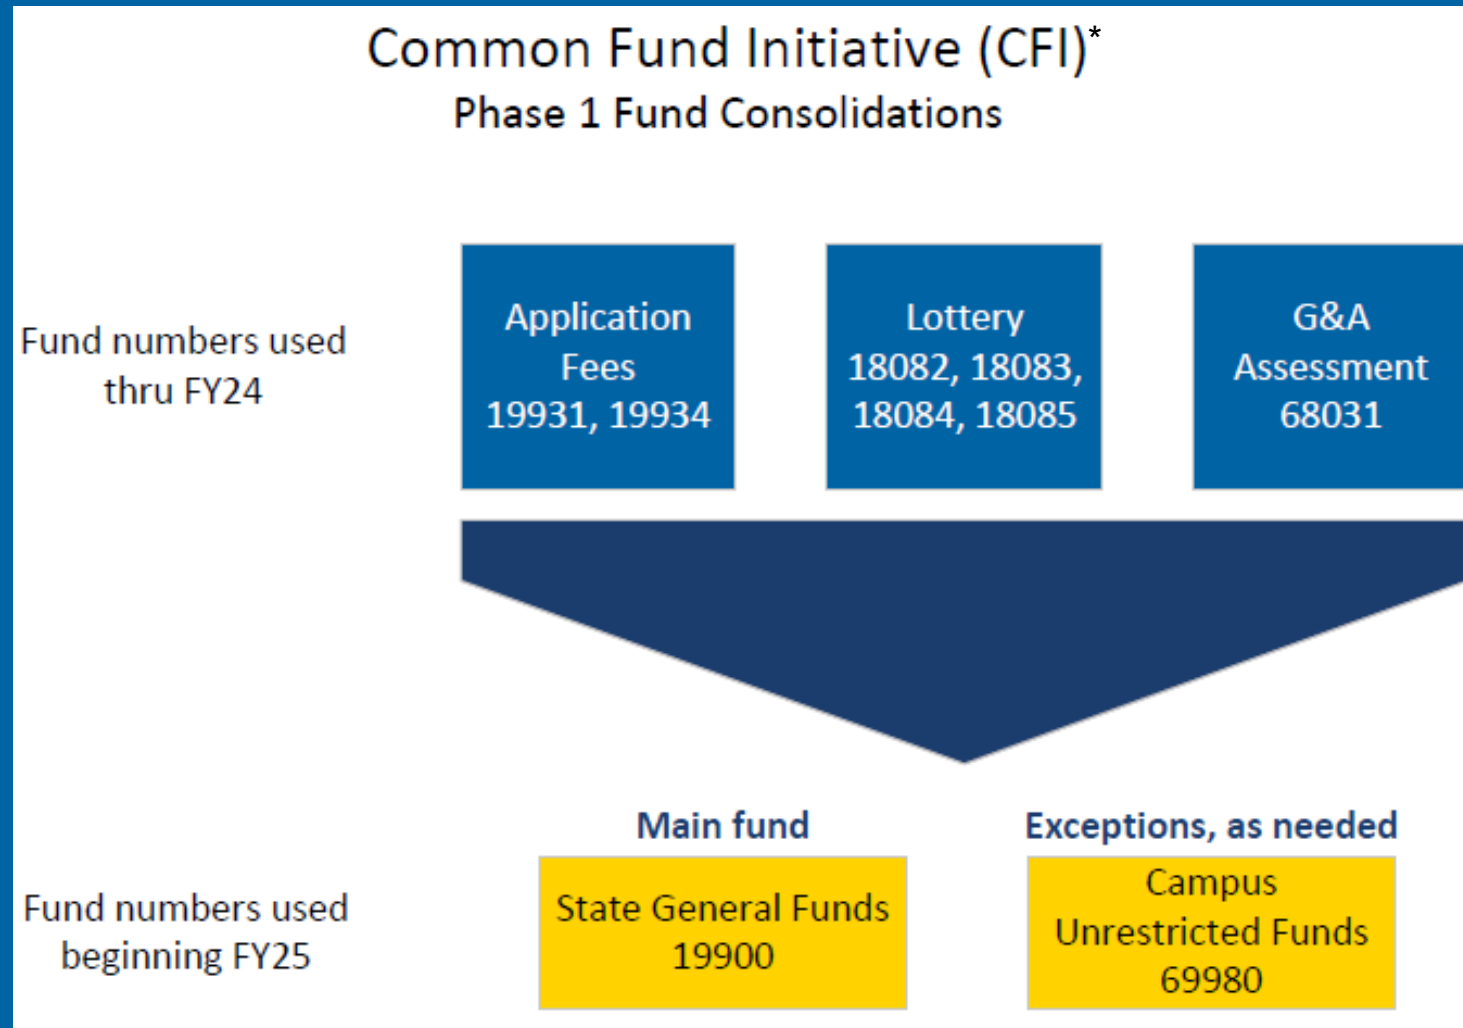 Common Fund Initiative (CFI)*
Phase 1 Fund Consolidations
Fund numbers used
thru FY24
Application
Fees
19931, 19934
Lottery
18082, 18083,
18084, 18085
G&A
Assessment
68031
Main fund
Exceptions, as needed
Fund numbers used
beginning FY25
State General Funds
19900
Campus
Unrestricted Funds
69980